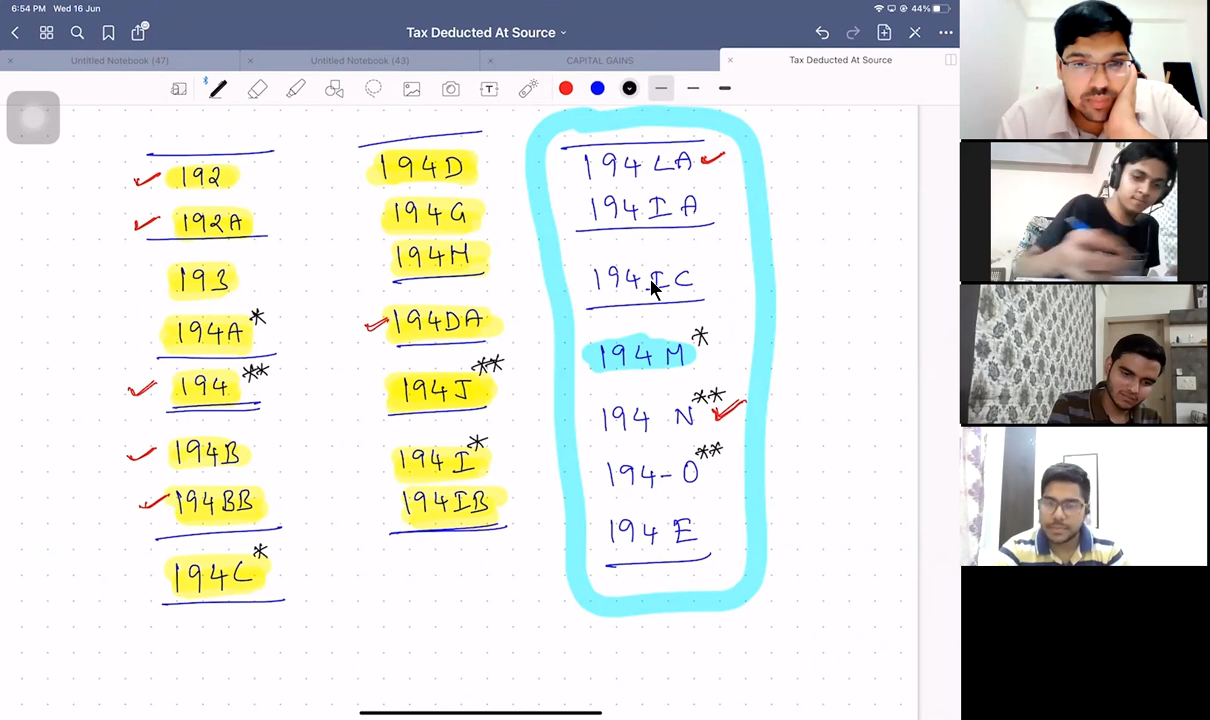 6:54 PM Wed 16 Jun
44%
Tax Deducted At Source
Untitled Notebook (47)
Untitled Notebook (43)
CAPITAL GAINS
Tax Deducted At Source
192
192A
193
194A*
194**
194B
194BB
194C*
194D
194G
194H
194DA
194J**
194I*
194IB
194LA
194IA
194IC
194M*
194N**
194-O**
194E